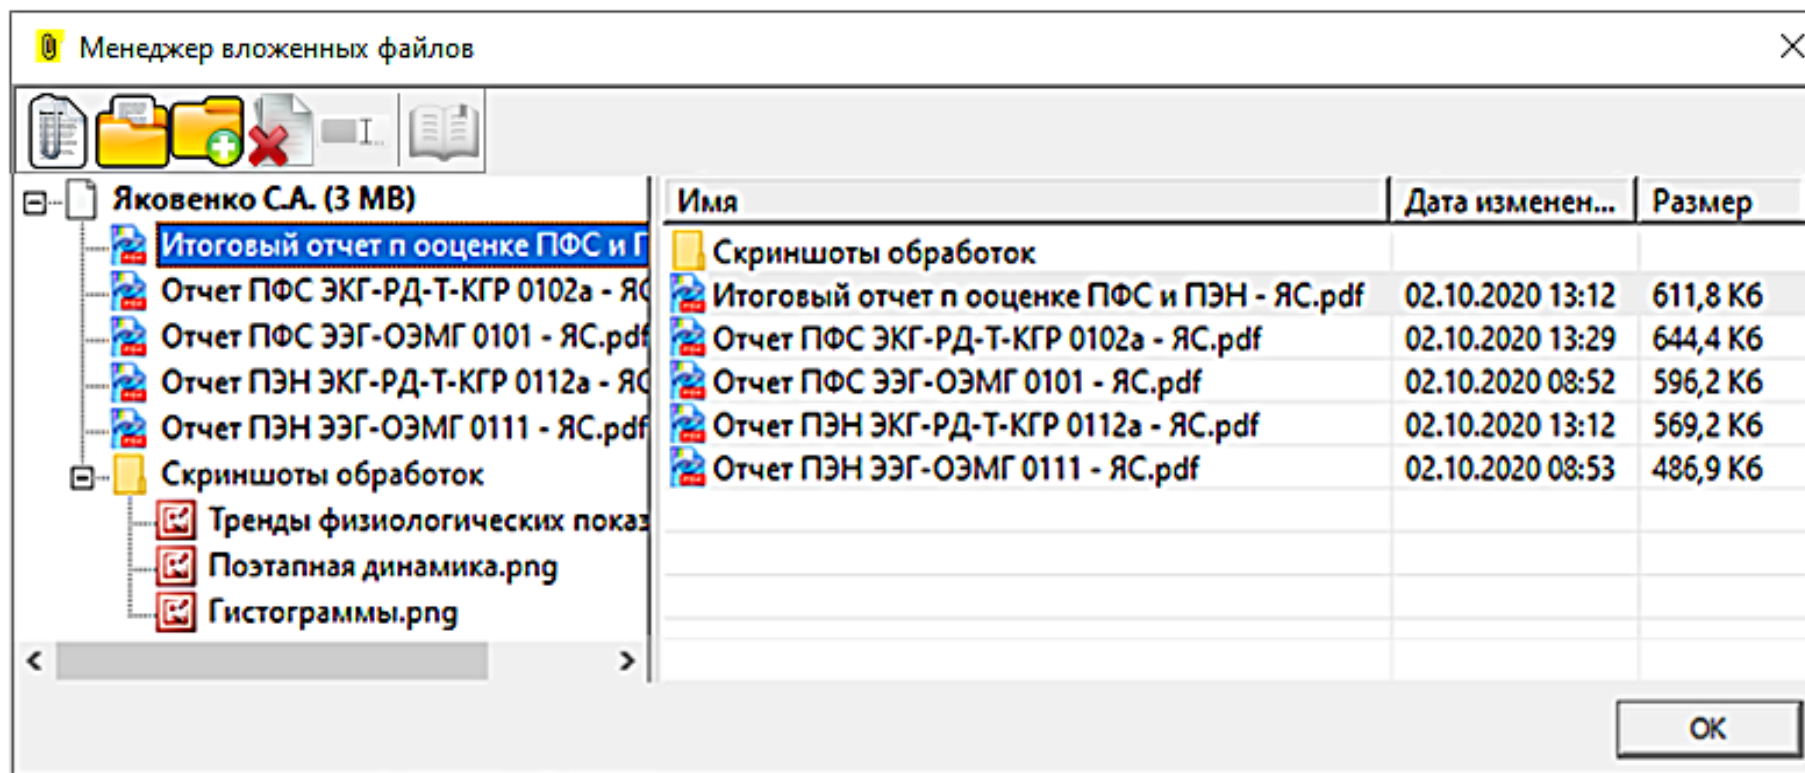 Менеджер вложенных файлов
Яковенко С.А. (3 MB)
Итоговый отчет п ооценке ПФС и П
Отчет ПФС ЭКГ-РД-Т-КГР 0102а - ЯС
Отчет ПФС ЭЭГ-ОЭМГ 0101 - ЯС.pdf
Отчет ПЭН ЭКГ-РД-Т-КГР 0112а - ЯС
Отчет ПЭН ЭЭГ-ОЭМГ 0111 - ЯС.pdf
Скриншоты обработок
Тренды физиологических показ
Поэтапная динамика.png
Гистограммы.png
Имя Дата изменен... Размер
Скриншоты обработок
Итоговый отчет п ооценке ПФС и ПЭН - ЯС.pdf 02.10.2020 13:12 611,8 Кб
Отчет ПФС ЭКГ-РД-Т-КГР 0102а - ЯС.pdf 02.10.2020 13:29 644,4 Кб
Отчет ПФС ЭЭГ-ОЭМГ 0101 - ЯС.pdf 02.10.2020 08:52 596,2 Кб
Отчет ПЭН ЭКГ-РД-Т-КГР 0112а - ЯС.pdf 02.10.2020 13:12 569,2 Кб
Отчет ПЭН ЭЭГ-ОЭМГ 0111 - ЯС.pdf 02.10.2020 08:53 486,9 Кб
ОК